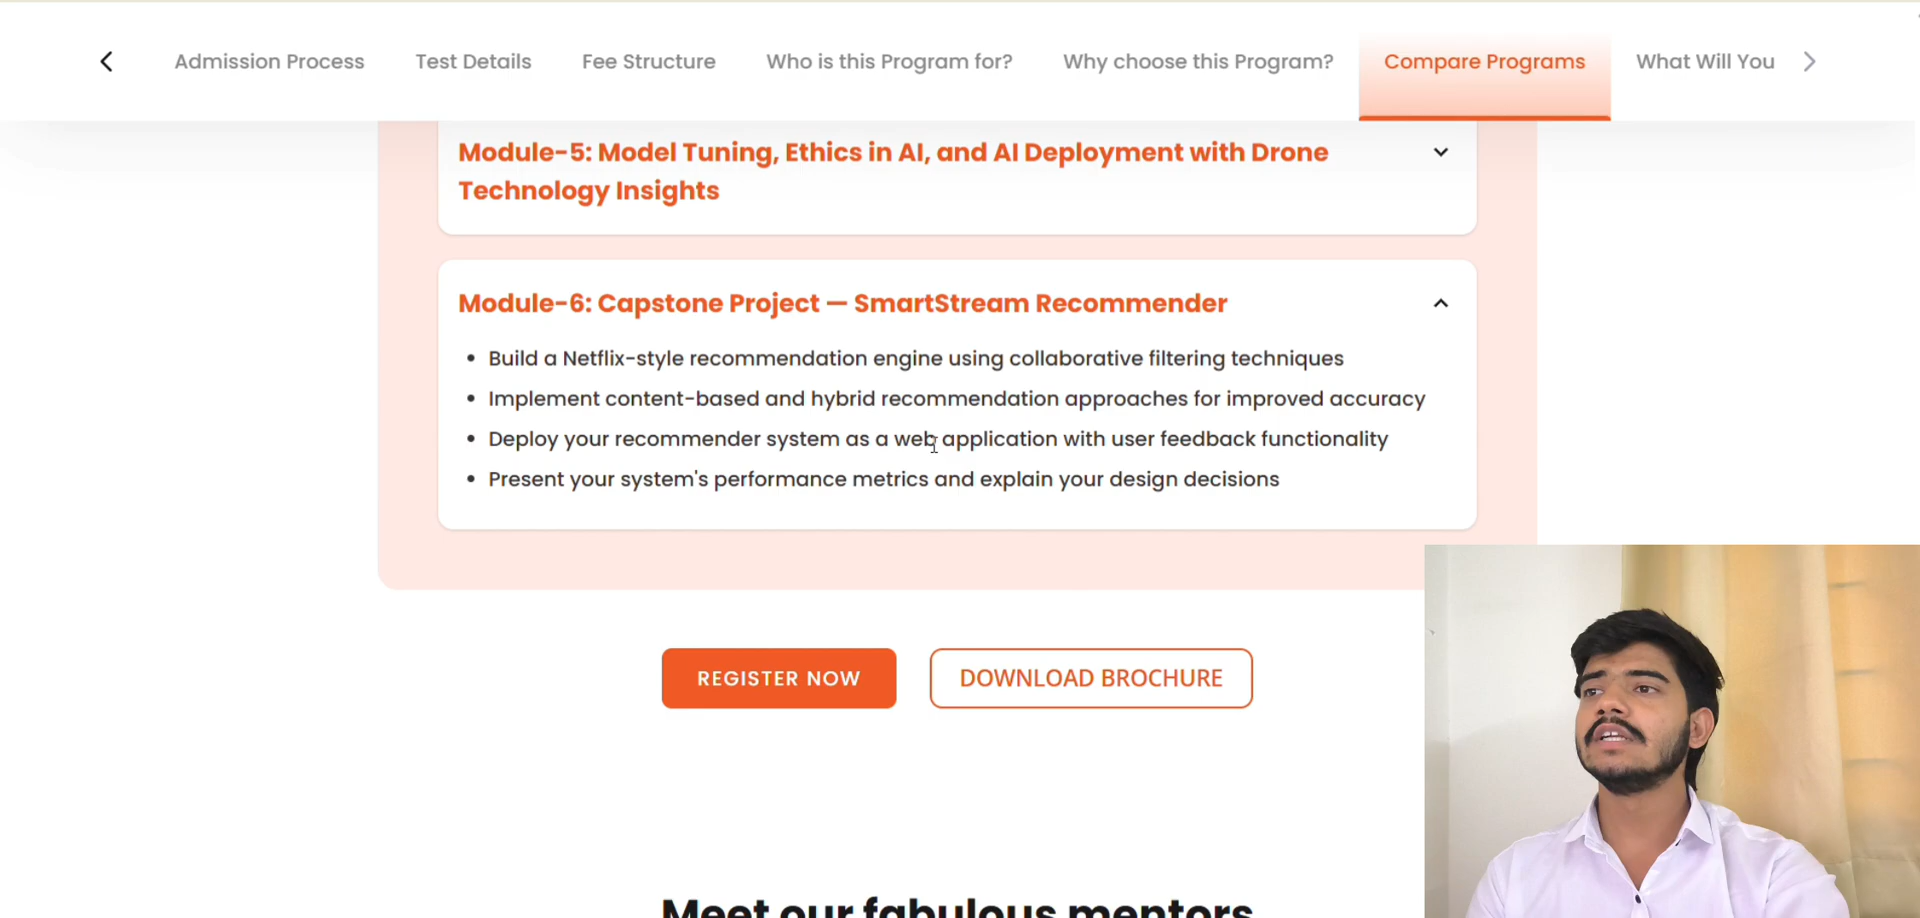 Admission Process Test Details Fee Structure Who is this Program for? Why choose this Program? Compare Programs What Will You
Module-5: Model Tuning, Ethics in AI, and AI Deployment with Drone
Technology Insights
Module-6: Capstone Project — SmartStream Recommender
• Build a Netflix-style recommendation engine using collaborative filtering techniques
• Implement content-based and hybrid recommendation approaches for improved accuracy
• Deploy your recommender system as a web application with user feedback functionality
• Present your system's performance metrics and explain your design decisions
REGISTER NOW DOWNLOAD BROCHURE
Meet our fabulous mentors